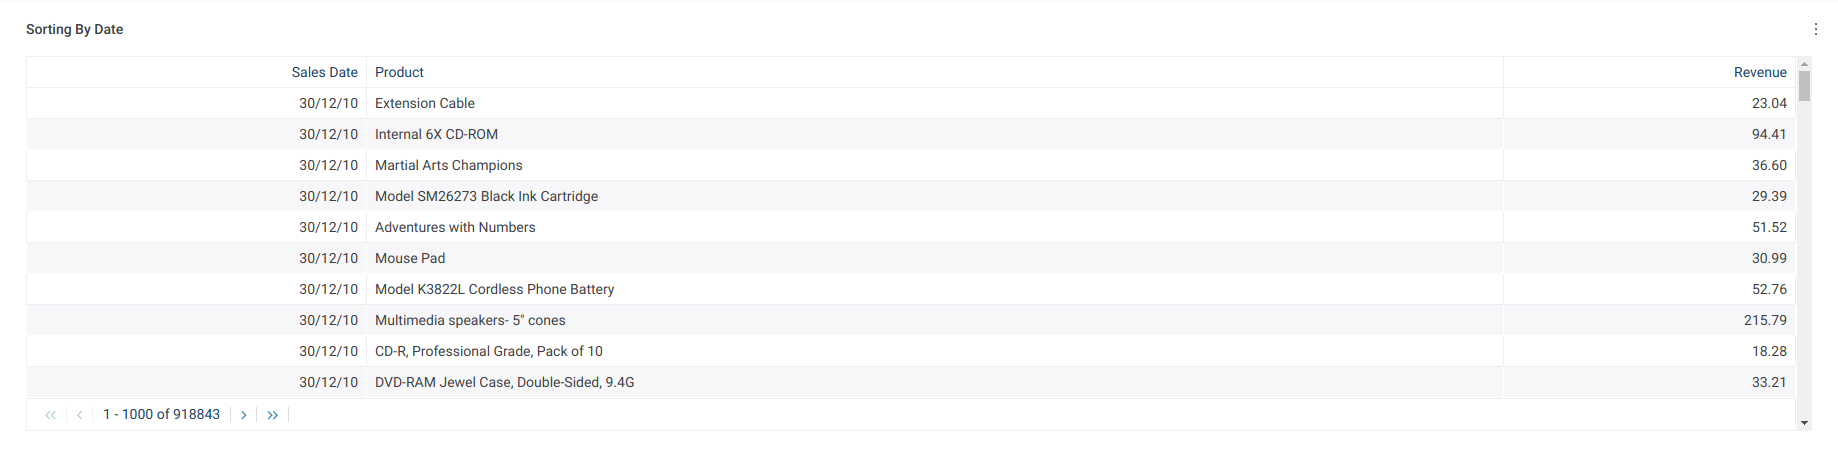 Sorting By Date
Sales Date Product Revenue
30/12/10 Extension Cable 23.04
30/12/10 Internal 6X CD-ROM 94.41
30/12/10 Martial Arts Champions 36.60
30/12/10 Model SM26273 Black Ink Cartridge 29.39
30/12/10 Adventures with Numbers 51.52
30/12/10 Mouse Pad 30.99
30/12/10 Model K3822L Cordless Phone Battery 52.76
30/12/10 Multimedia speakers- 5" cones 215.79
30/12/10 CD-R, Professional Grade, Pack of 10 18.28
30/12/10 DVD-RAM Jewel Case, Double-Sided, 9.4G 33.21
1 - 1000 of 918843